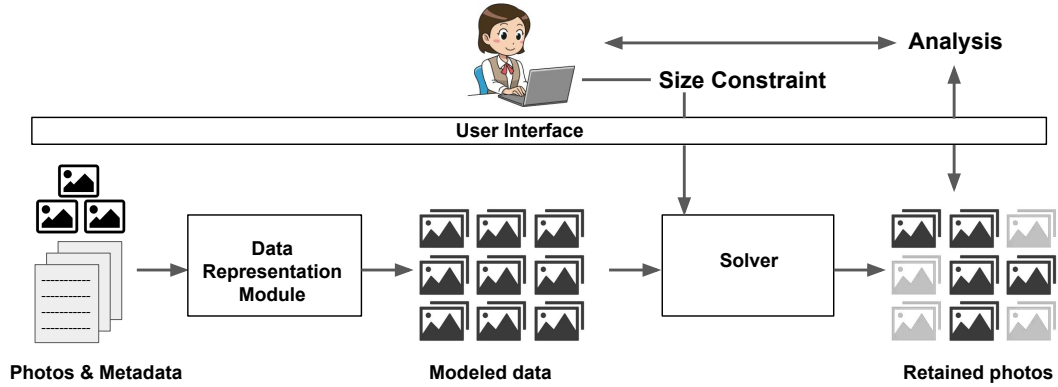 Analysis
Size Constraint
User Interface
Data
Representation
Module
Solver
Photos & Metadata
Modeled data
Retained photos